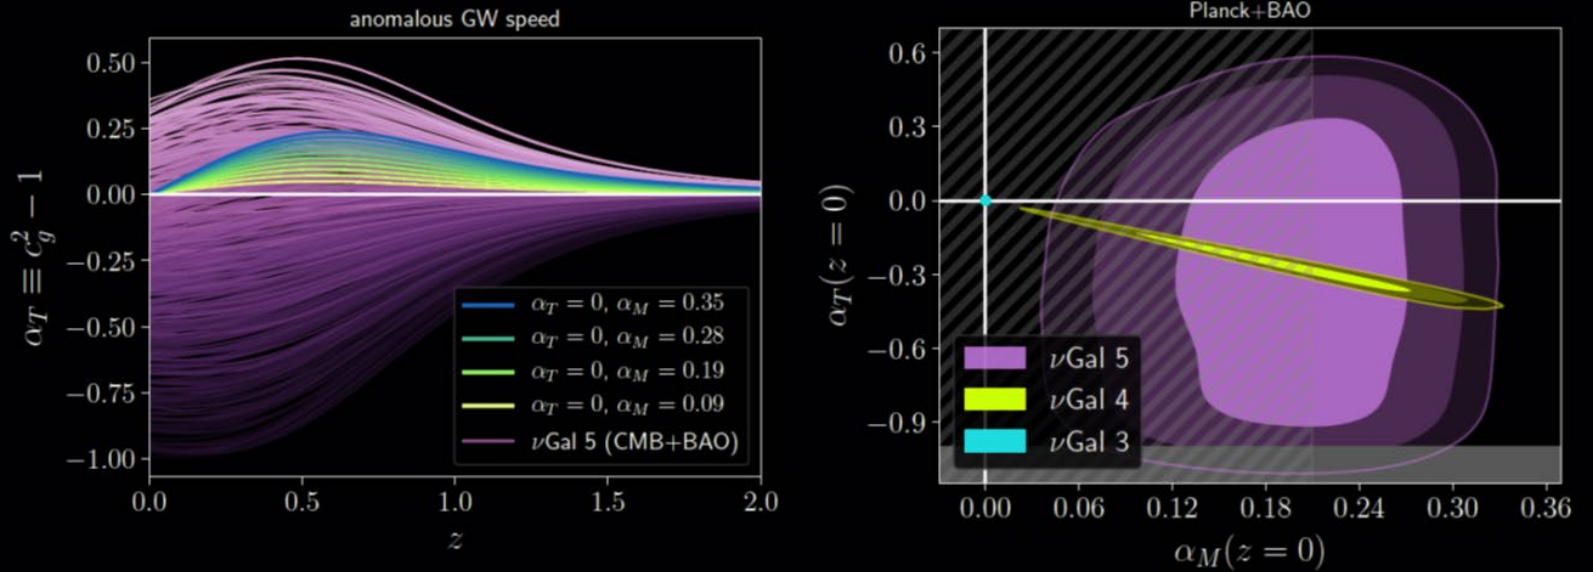 anomalous GW speed
0.50
0.25
0.00
−0.25
−0.50
−0.75
−1.00
α_T ≡ c_g^2 − 1
0.0 0.5 1.0 1.5 2.0
z
α_T = 0, α_M = 0.35
α_T = 0, α_M = 0.28
α_T = 0, α_M = 0.19
α_T = 0, α_M = 0.09
νGal 5 (CMB+BAO)
Planck+BAO
0.6
0.3
0.0
−0.3
−0.6
−0.9
α_T(z = 0)
νGal 5
νGal 4
νGal 3
0.00 0.06 0.12 0.18 0.24 0.30 0.36
α_M(z = 0)